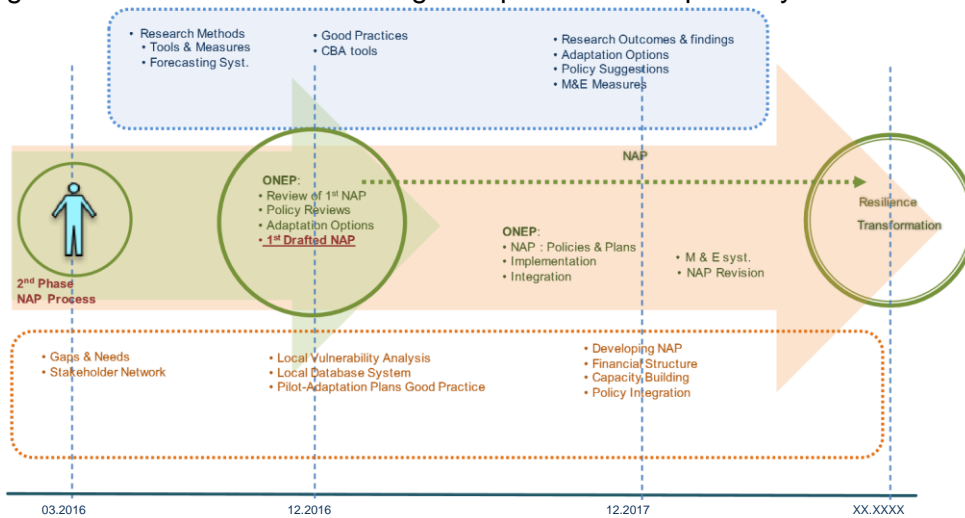 • Research Methods
• Tools & Measures
• Forecasting Syst.
• Good Practices
• CBA tools
• Research Outcomes & findings
• Adaptation Options
• Policy Suggestions
• M&E Measures
NAP
ONEP:
• Review of 1st NAP
• Policy Reviews
• Adaptation Options
• 1st Drafted NAP
2nd Phase
NAP Process
ONEP:
• NAP : Policies & Plans
• Implementation
• Integration
• M & E syst.
• NAP Revision
Resilience
Transformation
• Gaps & Needs
• Stakeholder Network
• Local Vulnerability Analysis
• Local Database System
• Pilot-Adaptation Plans Good Practice
• Developing NAP
• Financial Structure
• Capacity Building
• Policy Integration
03.2016
12.2016
12.2017
XX.XXXX